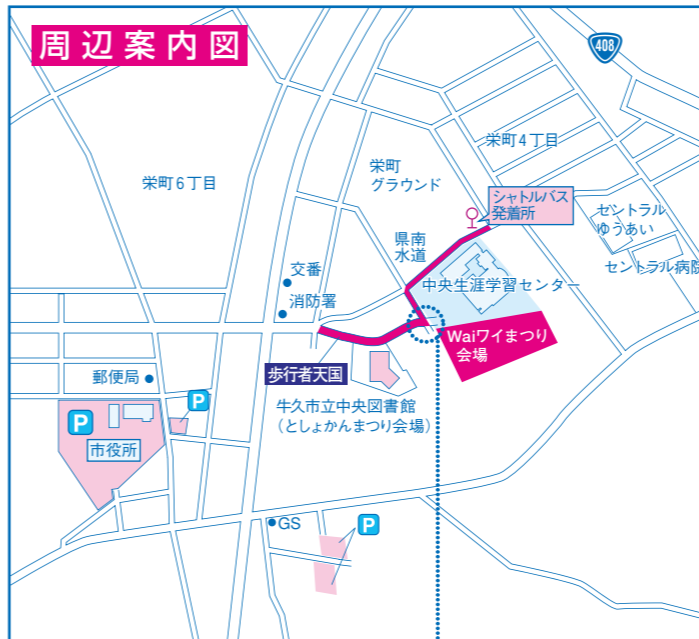 周辺案内図
408
栄町4丁目
栄町
グラウンド
栄町6丁目
シャトルバス
発着所
セントラル
ゆうあい
県南
水道
セントラル病院
交番
中央生涯学習センター
消防署
Waiワイまつり
会場
歩行者天国
郵便局
牛久市立中央図書館
（としょかんまつり会場）
P
P
市役所
GS
P